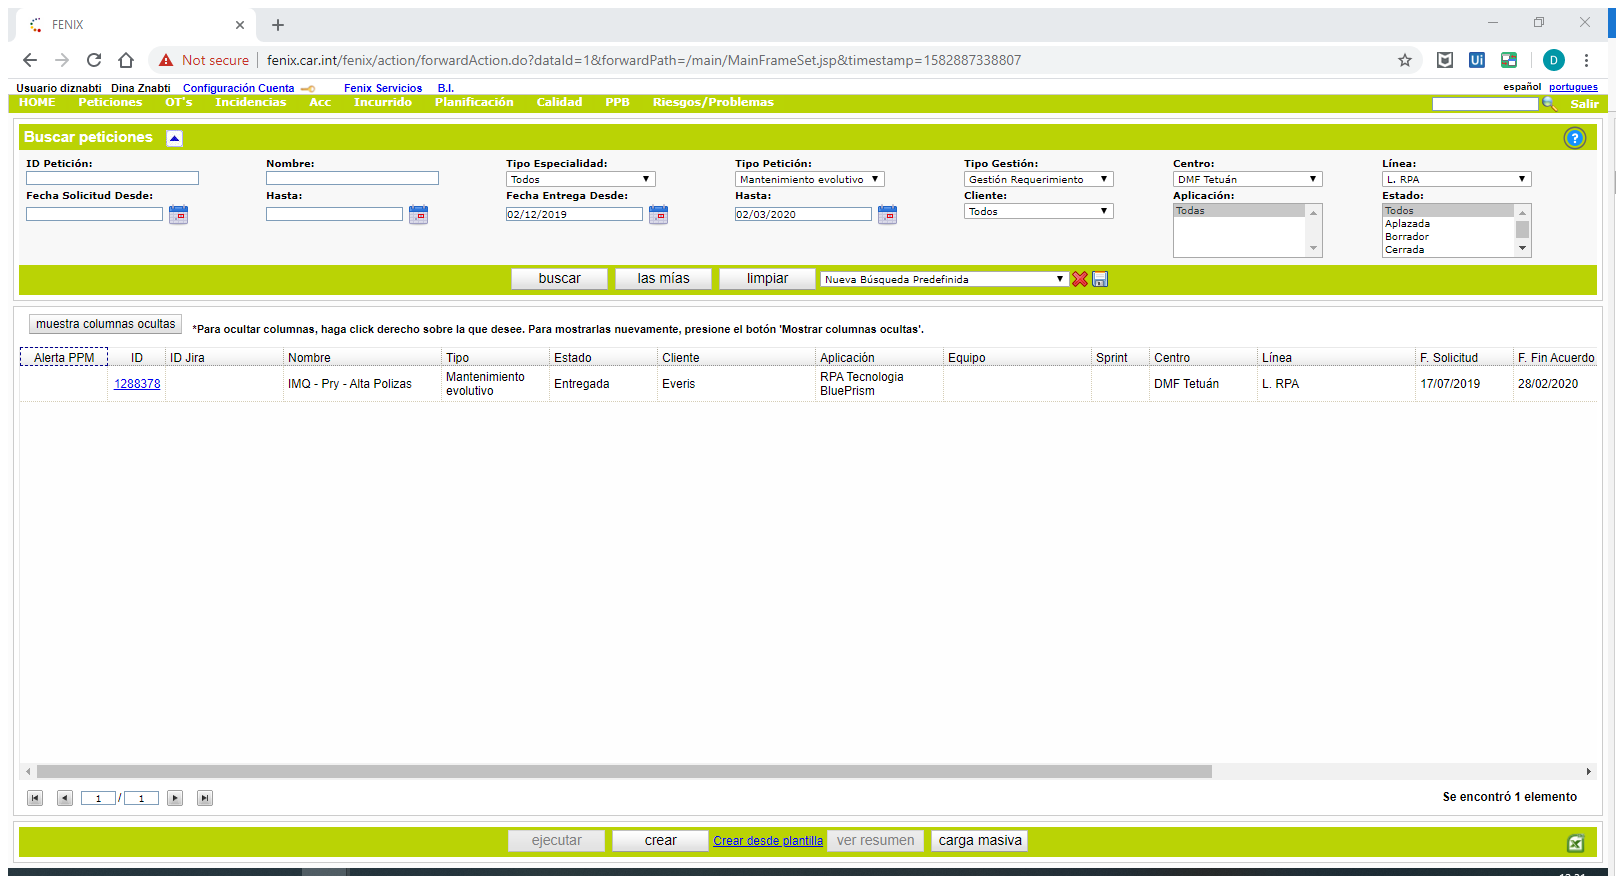 FENIX
Not secure fenix.car.int/fenix/action/forwardAction.do?dataId=1&forwardPath=/main/MainFrameSet.jsp&timestamp=1582887338807
Ui
D
Usuario diznabti Dina Znabti Configuración Cuenta Fenix Servicios B.I. español portugues
HOME Peticiones OT's Incidencias Acc Incurrido Planificación Calidad PPB Riesgos/Problemas Salir
Buscar peticiones
?
ID Petición: Nombre: Tipo Especialidad: Tipo Petición: Tipo Gestión: Centro: Línea:
Todos Mantenimiento evolutivo Gestión Requerimiento DMF Tetuán L. RPA
Fecha Solicitud Desde: Hasta: Fecha Entrega Desde: Hasta: Cliente: Aplicación: Estado:
02/12/2019 02/03/2020 Todos Todas Todos
Aplazada
Borrador
Cerrada
buscar las mías limpiar Nueva Búsqueda Predefinida
muestra columnas ocultas *Para ocultar columnas, haga click derecho sobre la que desee. Para mostrarlas nuevamente, presione el botón 'Mostrar columnas ocultas'.
Alerta PPM ID ID Jira Nombre Tipo Estado Cliente Aplicación Equipo Sprint Centro Línea F. Solicitud F. Fin Acuerdo
1288378 IMQ - Pry - Alta Polizas Mantenimiento evolutivo Entregada Everis RPA Tecnologia BluePrism DMF Tetuán L. RPA 17/07/2019 28/02/2020
1 / 1 Se encontró 1 elemento
ejecutar crear Crear desde plantilla ver resumen carga masiva